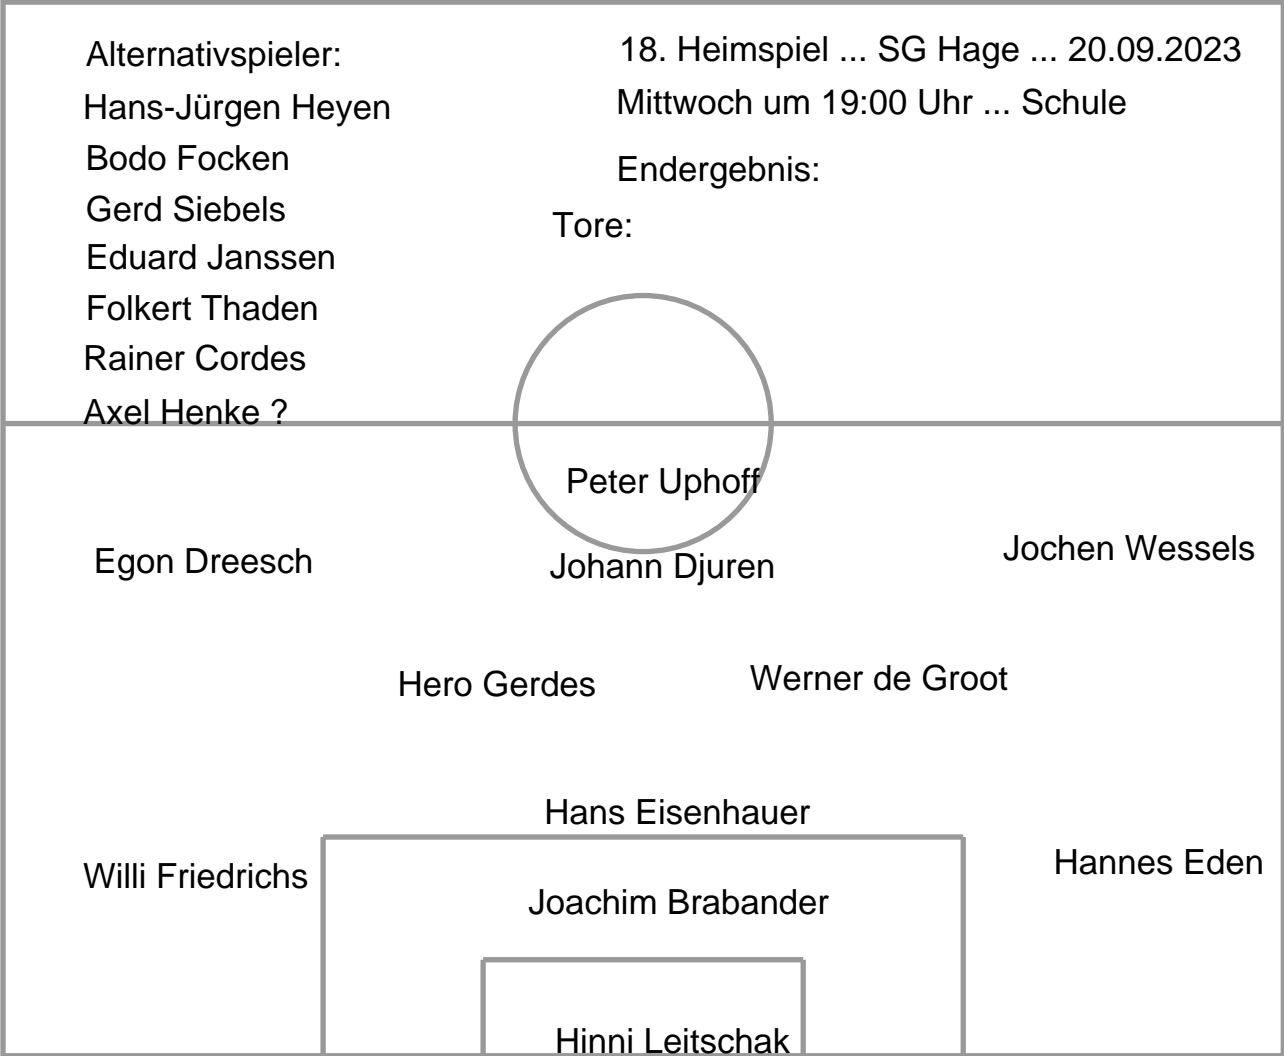 Alternativspieler:
Hans-Jürgen Heyen
Bodo Focken
Gerd Siebels
Eduard Janssen
Folkert Thaden
Rainer Cordes
Axel Henke ?
18. Heimspiel ... SG Hage ... 20.09.2023
Mittwoch um 19:00 Uhr ... Schule
Endergebnis:
Tore:
Peter Uphoff
Egon Dreesch
Johann Djuren
Jochen Wessels
Hero Gerdes
Werner de Groot
Hans Eisenhauer
Willi Friedrichs
Hannes Eden
Joachim Brabander
Hinni Leitschak